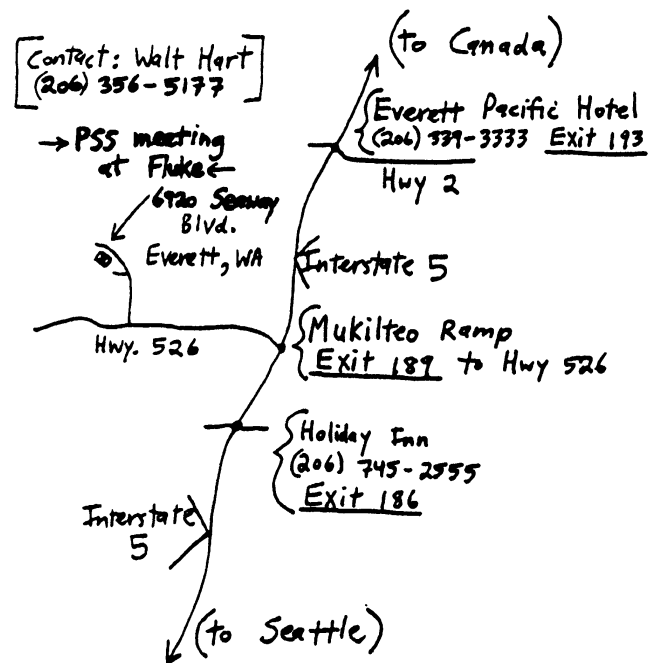 [Contact: Walt Hart
(206) 356-5177]
(to Canada)
Everett Pacific Hotel
(206) 339-3333 Exit 193
Hwy 2
→ PS5 meeting
at Fluke ←
6920 Seaway
Blvd.
Everett, WA
Interstate 5
Hwy. 526
Mukilteo Ramp
Exit 189 to Hwy 526
Holiday Inn
(206) 745-2555
Exit 186
Interstate
5
(to Seattle)